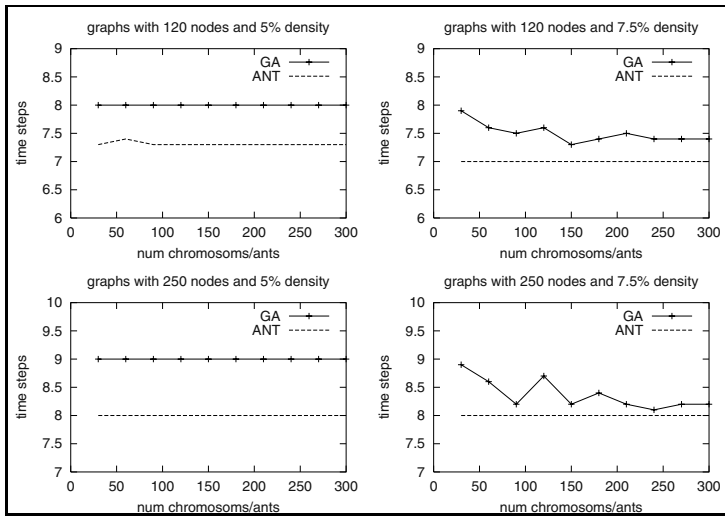 graphs with 120 nodes and 5% density
9
8.5
8
7.5
7
6.5
6
time steps
GA
ANT
0 50 100 150 200 250 300
num chromosoms/ants
graphs with 120 nodes and 7.5% density
9
8.5
8
7.5
7
6.5
6
time steps
GA
ANT
0 50 100 150 200 250 300
num chromosoms/ants
graphs with 250 nodes and 5% density
10
9.5
9
8.5
8
7.5
7
time steps
GA
ANT
0 50 100 150 200 250 300
num chromosoms/ants
graphs with 250 nodes and 7.5% density
10
9.5
9
8.5
8
7.5
7
time steps
GA
ANT
0 50 100 150 200 250 300
num chromosoms/ants